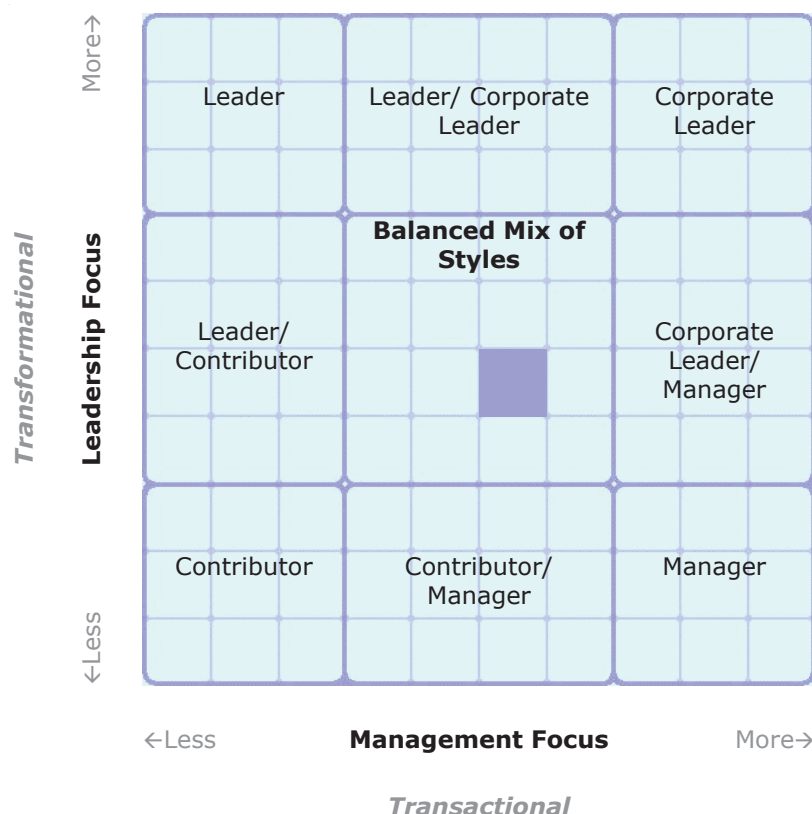 More→
Leader
Leader/ Corporate
Leader
Corporate
Leader
Transformational
Leadership Focus
Balanced Mix of
Styles
Leader/
Contributor
Corporate
Leader/
Manager
Contributor
Contributor/
Manager
Manager
←Less
←Less
Management Focus
More→
Transactional